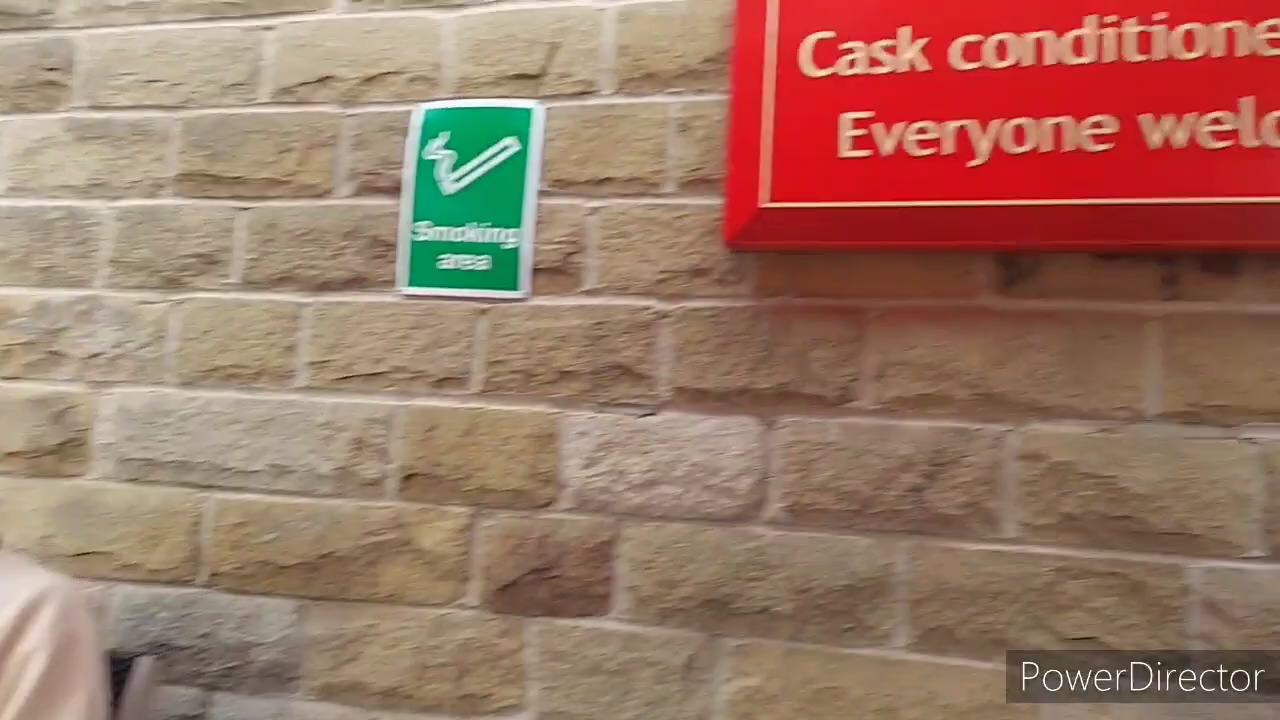 Cask conditione
Everyone welc
Smoking
area
PowerDirector